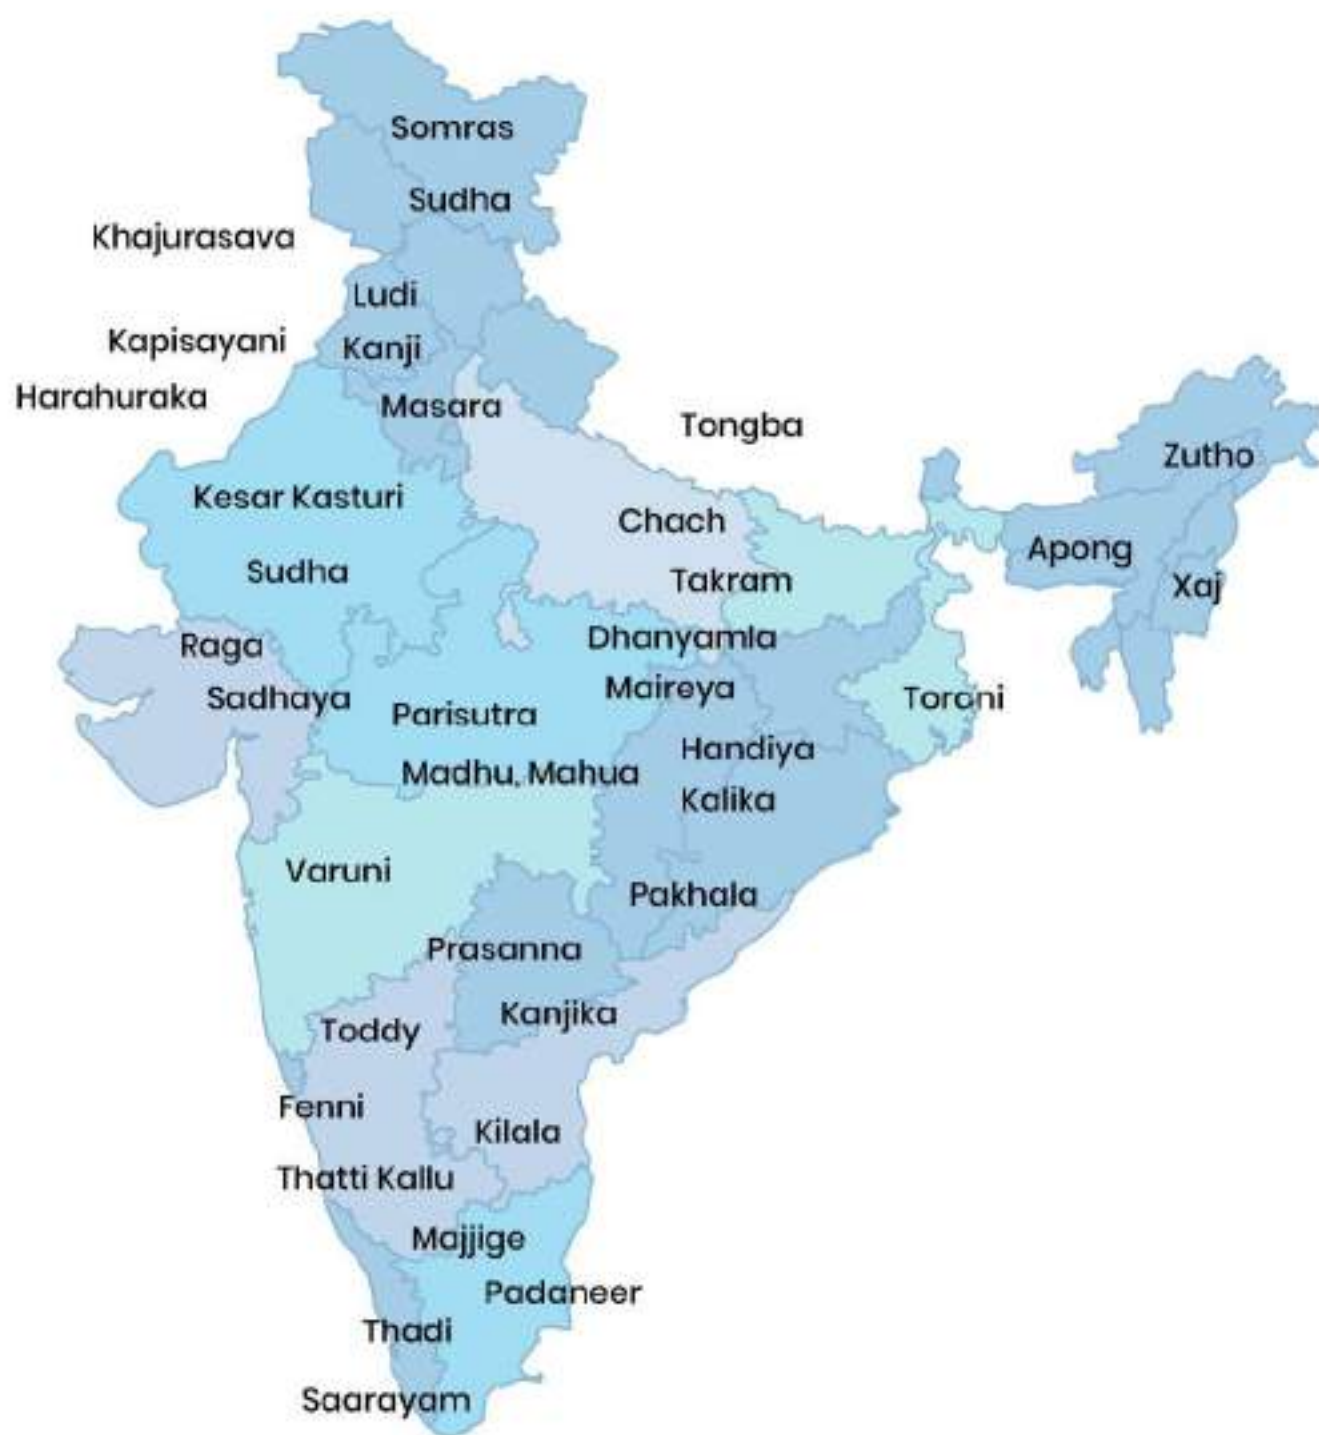 Somras
Sudha
Khajurasava
Ludi
Kapisayani
Kanji
Harahuraka
Masara
Tongba
Zutho
Kesar Kasturi
Chach
Apong
Sudha
Takram
Xaj
Raga
Dhanyamla
Sadhaya
Maireya
Torani
Parisutra
Handiya
Madhu, Mahua
Kalika
Varuni
Pakhala
Prasanna
Kanjika
Toddy
Fenni
Kilala
Thatti Kallu
Majjige
Padaneer
Thadi
Saarayam